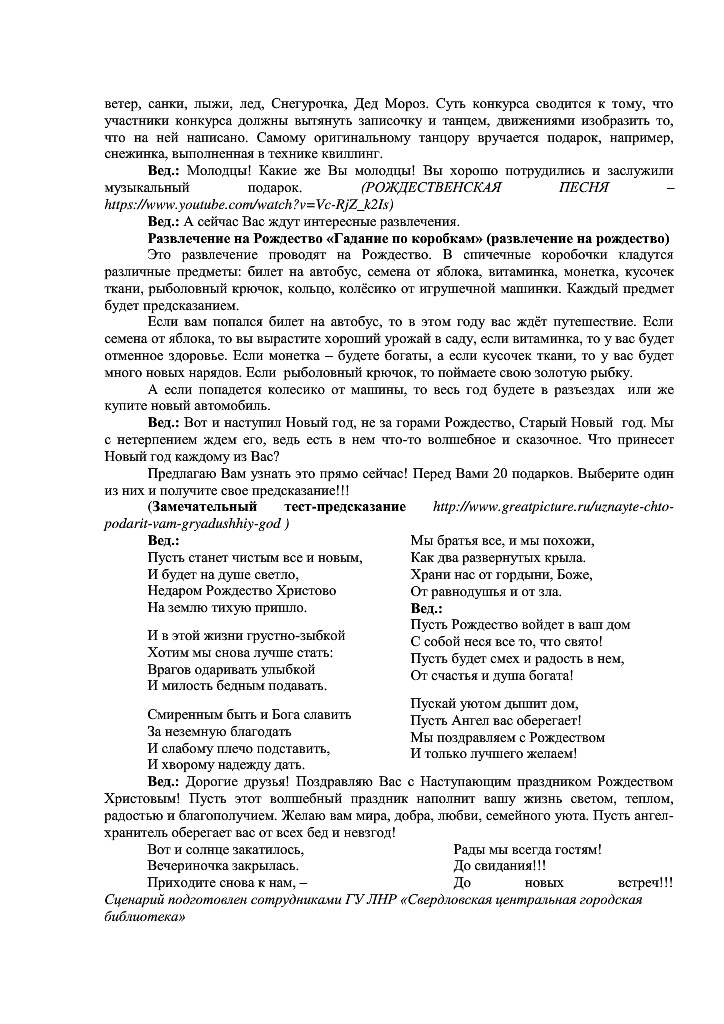 ветер, санки, лыжи, лед, Снегурочка, Дед Мороз. Суть конкурса сводится к тому, что
участники конкурса должны вытянуть записочку и танцем, движениями изобразить то,
что на ней написано. Самому оригинальному танцору вручается подарок, например,
снежинка, выполненная в технике квиллинг.
Вед.: Молодцы! Какие же Вы молодцы! Вы хорошо потрудились и заслужили
музыкальный подарок. (РОЖДЕСТВЕНСКАЯ ПЕСНЯ –
https://www.youtube.com/watch?v=Vc-RjZ_k2Is)
Вед.: А сейчас Вас ждут интересные развлечения.
Развлечение на Рождество «Гадание по коробкам» (развлечение на рождество)
Это развлечение проводят на Рождество. В спичечные коробочки кладутся
различные предметы: билет на автобус, семена от яблока, витаминка, монетка, кусочек
ткани, рыболовный крючок, кольцо, колёсико от игрушечной машинки. Каждый предмет
будет предсказанием.
Если вам попался билет на автобус, то в этом году вас ждёт путешествие. Если
семена от яблока, то вы вырастите хороший урожай в саду, если витаминка, то у вас будет
отменное здоровье. Если монетка – будете богаты, а если кусочек ткани, то у вас будет
много новых нарядов. Если рыболовный крючок, то поймаете свою золотую рыбку.
А если попадется колесико от машины, то весь год будете в разъездах или же
купите новый автомобиль.
Вед.: Вот и наступил Новый год, не за горами Рождество, Старый Новый год. Мы
с нетерпением ждем его, ведь есть в нем что-то волшебное и сказочное. Что принесет
Новый год каждому из Вас?
Предлагаю Вам узнать это прямо сейчас! Перед Вами 20 подарков. Выберите один
из них и получите свое предсказание!!!
(Замечательный тест-предсказание http://www.greatpicture.ru/uznayte-chto-
podarit-vam-gryadushhiy-god )
Вед.:
Пусть станет чистым все и новым,
И будет на душе светло,
Недаром Рождество Христово
На землю тихую пришло.
И в этой жизни грустно-зыбкой
Хотим мы снова лучше стать:
Врагов одаривать улыбкой
И милость бедным подавать.
Смиренным быть и Бога славить
За неземную благодать
И слабому плечо подставить,
И хворому надежду дать.
Мы братья все, и мы похожи,
Как два развернутых крыла.
Храни нас от гордыни, Боже,
От равнодушья и от зла.
Вед.:
Пусть Рождество войдет в ваш дом
С собой неся все то, что свято!
Пусть будет смех и радость в нем,
От счастья и душа богата!
Пускай уютом дышит дом,
Пусть Ангел вас оберегает!
Мы поздравляем с Рождеством
И только лучшего желаем!
Вед.: Дорогие друзья! Поздравляю Вас с Наступающим праздником Рождеством
Христовым! Пусть этот волшебный праздник наполнит вашу жизнь светом, теплом,
радостью и благополучием. Желаю вам мира, добра, любви, семейного уюта. Пусть ангел-
хранитель оберегает вас от всех бед и невзгод!
Вот и солнце закатилось,
Вечериночка закрылась.
Приходите снова к нам, –
Рады мы всегда гостям!
До свидания!!!
До новых встреч!!!
Сценарий подготовлен сотрудниками ГУ ЛНР «Свердловская центральная городская
библиотека»